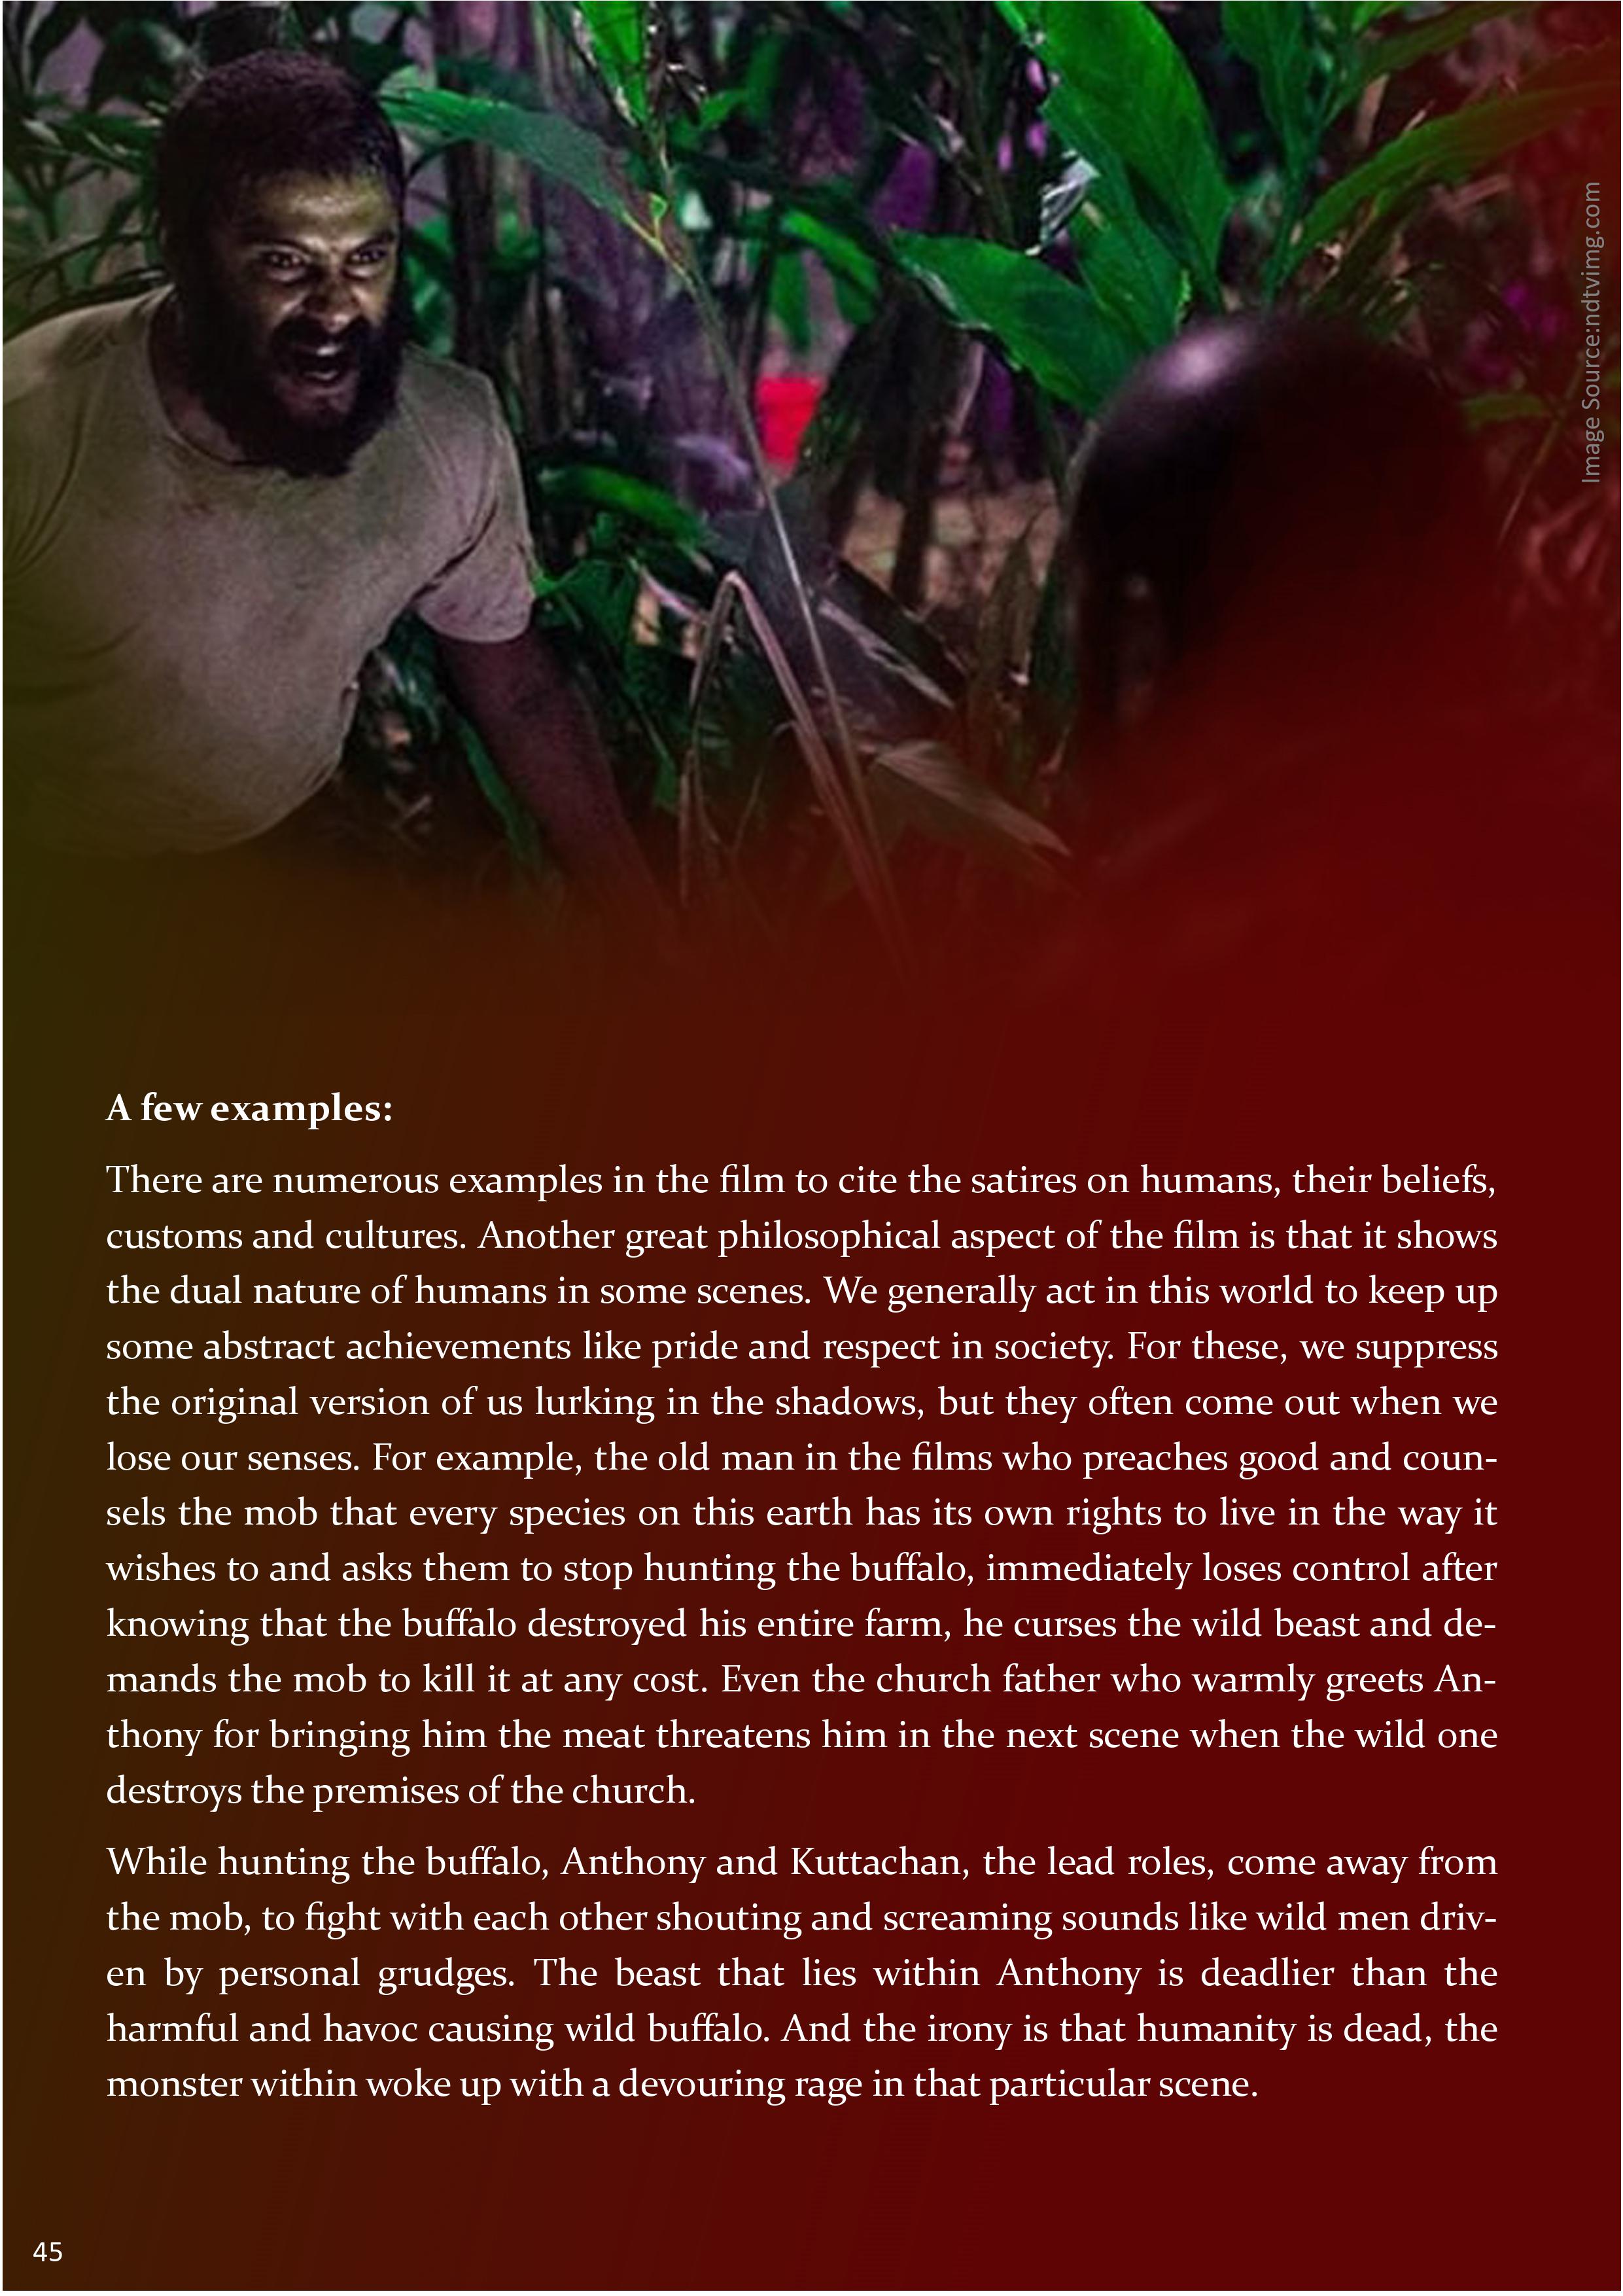 Image Source:ndtvimg.com
A few examples:
There are numerous examples in the film to cite the satires on humans, their beliefs,
customs and cultures. Another great philosophical aspect of the film is that it shows
the dual nature of humans in some scenes. We generally act in this world to keep up
some abstract achievements like pride and respect in society. For these, we suppress
the original version of us lurking in the shadows, but they often come out when we
lose our senses. For example, the old man in the films who preaches good and coun-
sels the mob that every species on this earth has its own rights to live in the way it
wishes to and asks them to stop hunting the buffalo, immediately loses control after
knowing that the buffalo destroyed his entire farm, he curses the wild beast and de-
mands the mob to kill it at any cost. Even the church father who warmly greets An-
thony for bringing him the meat threatens him in the next scene when the wild one
destroys the premises of the church.
While hunting the buffalo, Anthony and Kuttachan, the lead roles, come away from
the mob, to fight with each other shouting and screaming sounds like wild men driv-
en by personal grudges. The beast that lies within Anthony is deadlier than the
harmful and havoc causing wild buffalo. And the irony is that humanity is dead, the
monster within woke up with a devouring rage in that particular scene.
45